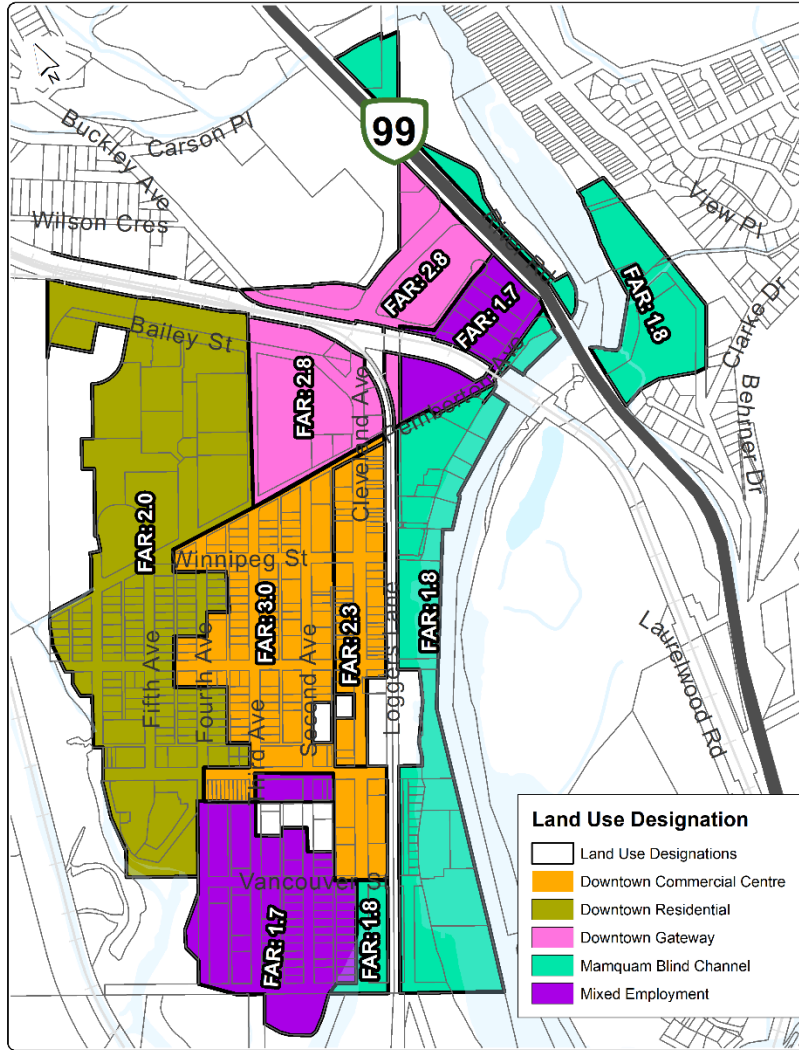 N
99
Buckley Ave
Carson Pl
Wilson Cres
View Pl
FAR: 2.8
FAR: 1.7
FAR: 1.8
Clarke Dr
Behrner Dr
Bailey St
FAR: 2.8
Cleveland Ave
Pemberton Ave
FAR: 2.0
Winnipeg St
FAR: 3.0
FAR: 2.3
FAR: 1.8
Fifth Ave
Fourth Ave
Third Ave
Second Ave
Loggers Lane
Laurelwood Rd
Vancouver S
FAR: 1.7
FAR: 1.8
Land Use Designation
Land Use Designations
Downtown Commercial Centre
Downtown Residential
Downtown Gateway
Mamquam Blind Channel
Mixed Employment